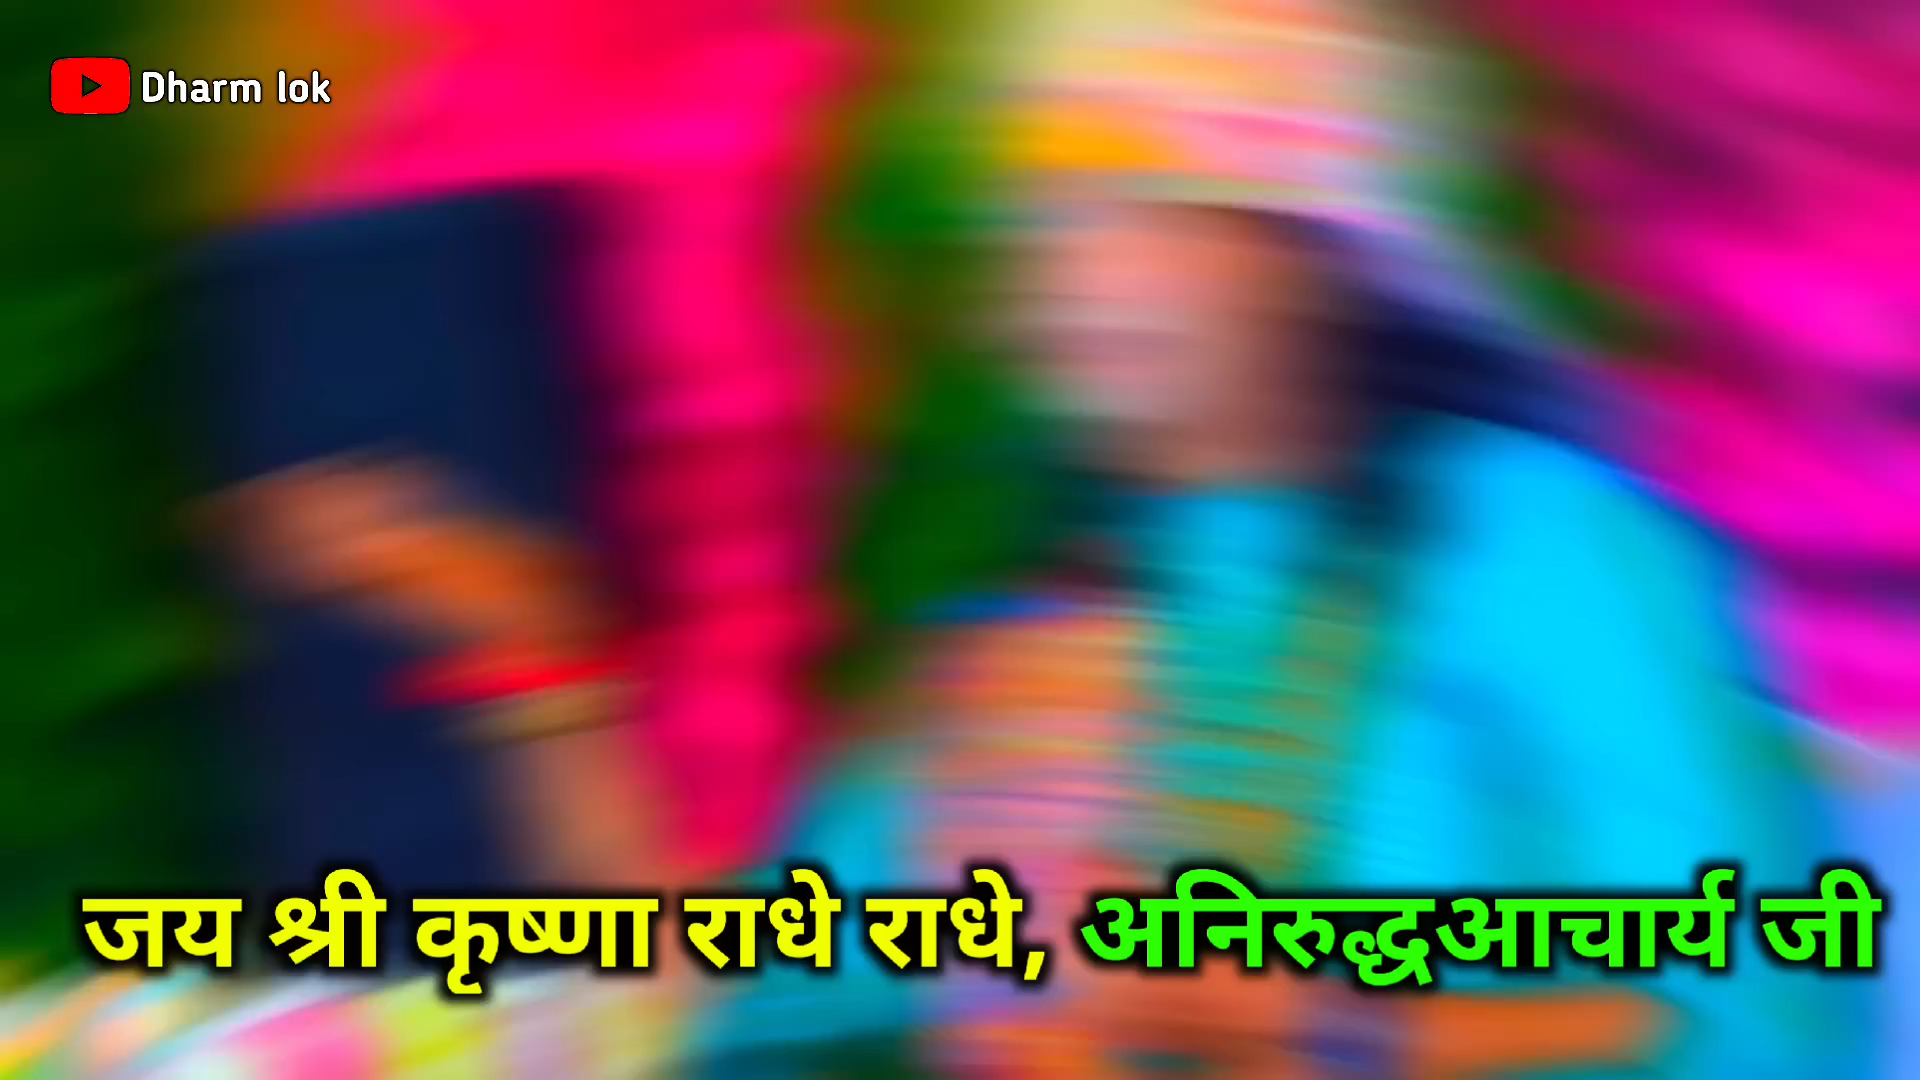 Dharm lok
जय श्री कृष्णा राधे राधे, अनिरुद्धआचार्य जी